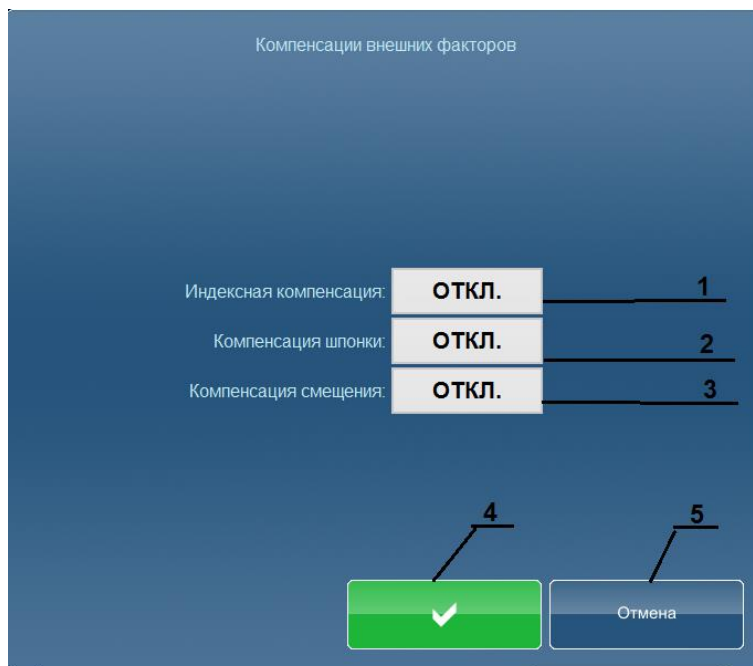 Компенсации внешних факторов
Индексная компенсация: ОТКЛ. 1
Компенсация шпонки: ОТКЛ. 2
Компенсация смещения: ОТКЛ. 3
4 5
Отмена